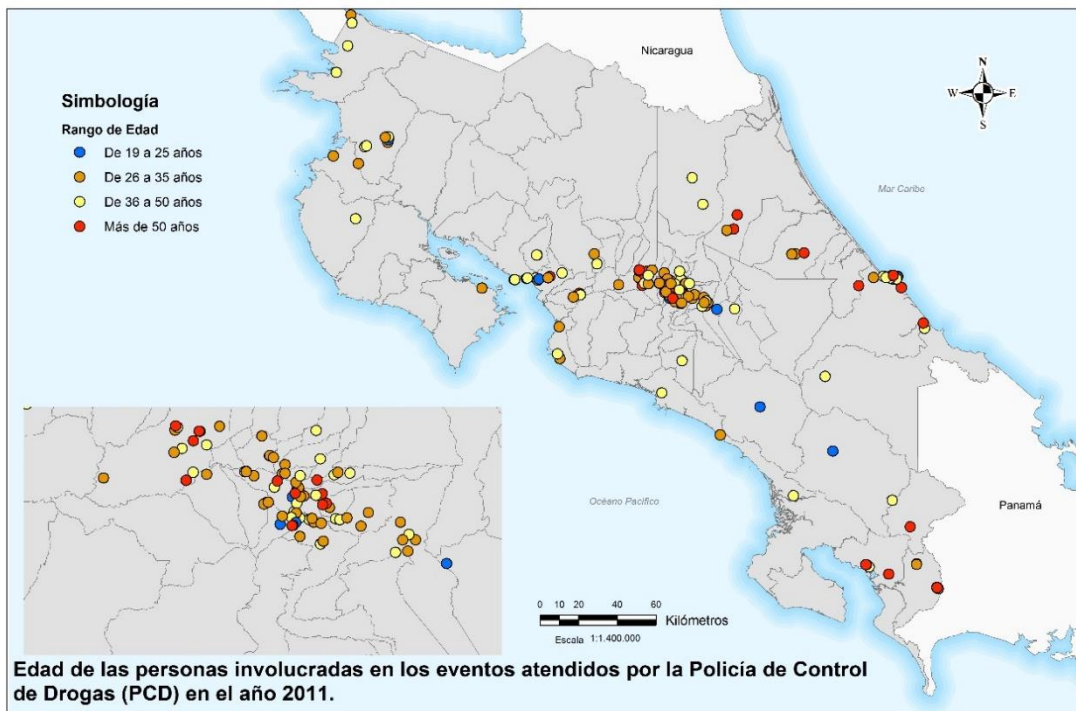 Nicaragua
N
W E
S
Simbología
Rango de Edad
De 19 a 25 años
De 26 a 35 años
De 36 a 50 años
Más de 50 años
Mar Caribe
Océano Pacífico
Panamá
0 10 20 40 60
Kilómetros
Escala 1:1.400.000
Edad de las personas involucradas en los eventos atendidos por la Policía de Control
de Drogas (PCD) en el año 2011.